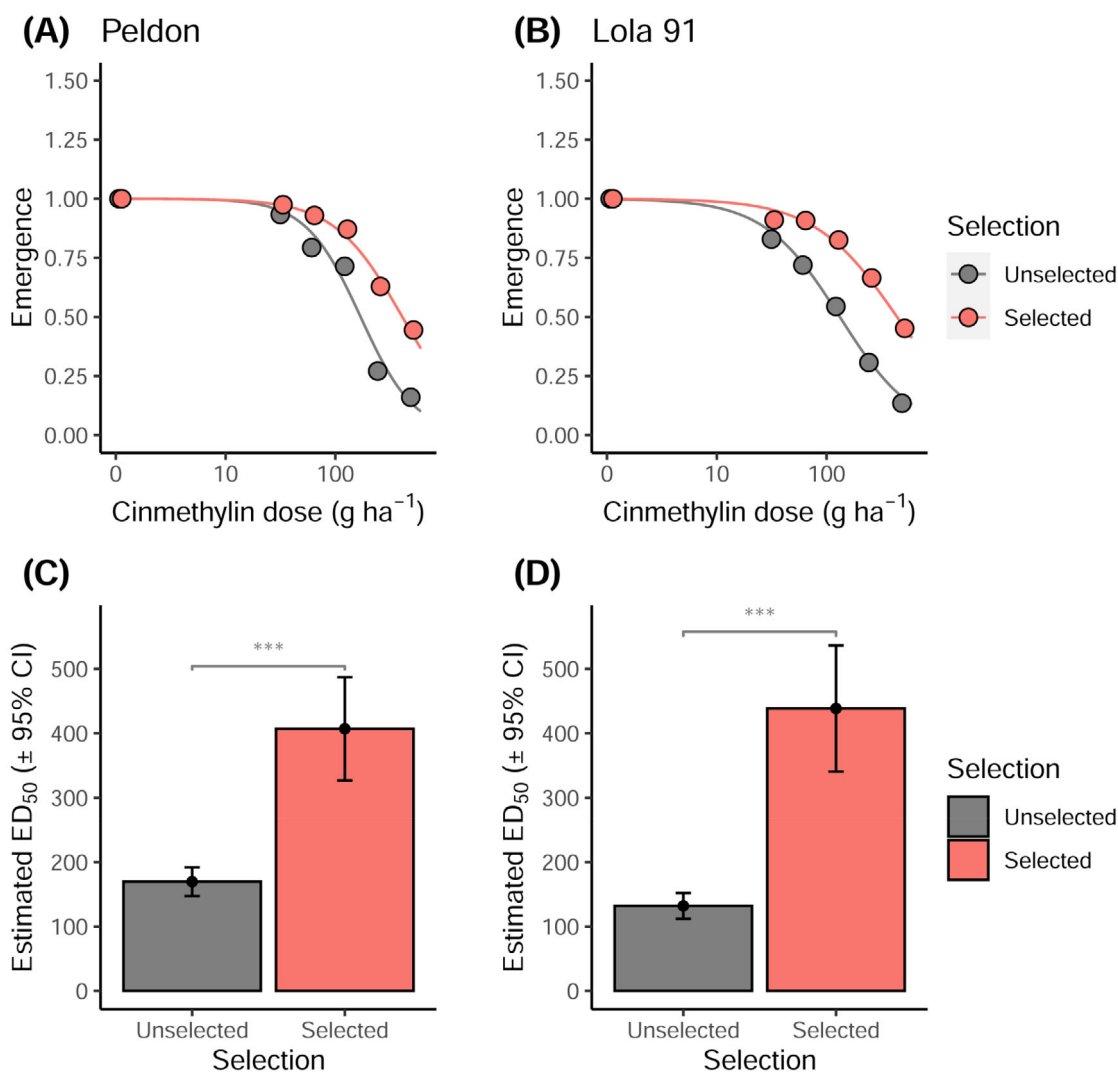 (A) Peldon
(B) Lola 91
1.50
1.25
1.00
0.75
0.50
0.25
0.00
Emergence
0 10 100
Cinmethylin dose (g ha⁻¹)
1.50
1.25
1.00
0.75
0.50
0.25
0.00
Emergence
0 10 100
Cinmethylin dose (g ha⁻¹)
Selection
Unselected
Selected
(C)
***
500
400
300
200
100
0
Estimated ED₅₀ (± 95% CI)
Unselected Selected
Selection
(D)
***
500
400
300
200
100
0
Estimated ED₅₀ (± 95% CI)
Unselected Selected
Selection
Selection
Unselected
Selected